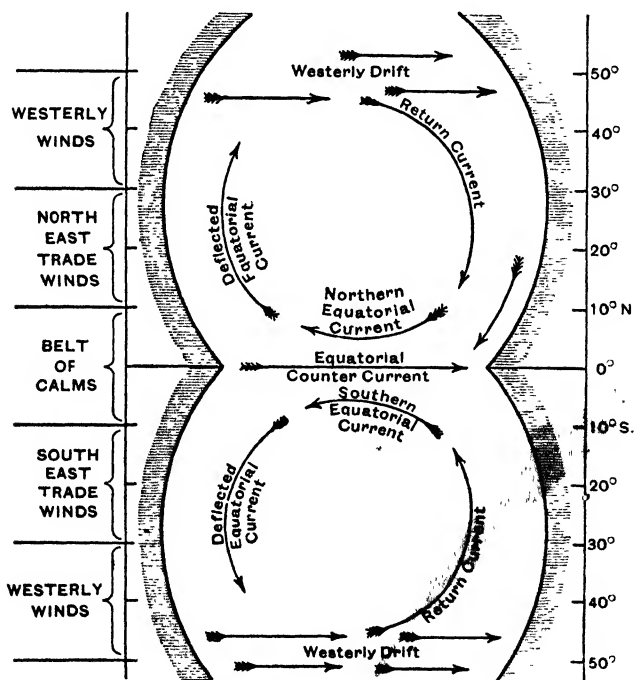 WESTERLY
WINDS
NORTH
EAST
TRADE
WINDS
BELT
OF
CALMS
SOUTH
EAST
TRADE
WINDS
WESTERLY
WINDS
Westerly Drift
Return Current
Deflected
Equatorial
Current
Northern
Equatorial
Current
Equatorial
Counter Current
Southern
Equatorial
Current
Deflected
Equatorial
Current
Return Current
Westerly Drift
50°
40°
30°
20°
10° N
0°
10° S.
20°
30°
40°
50°